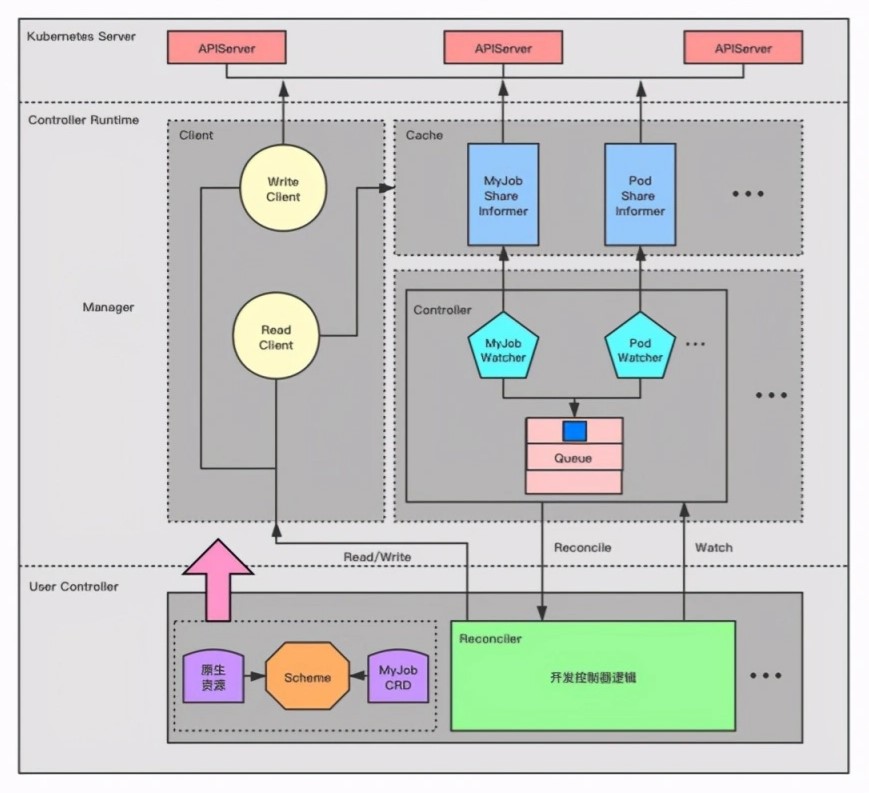 Kubernetes Server
APIServer
APIServer
APIServer
Controller Runtime
Client
Cache
Write
Client
MyJob
Share
Informer
Pod
Share
Informer
Manager
Read
Client
Controller
MyJob
Watcher
Pod
Watcher
Queue
Read/Write
Reconcile
Watch
User Controller
原生
资源
Scheme
MyJob
CRD
Reconciler
开发控制器逻辑